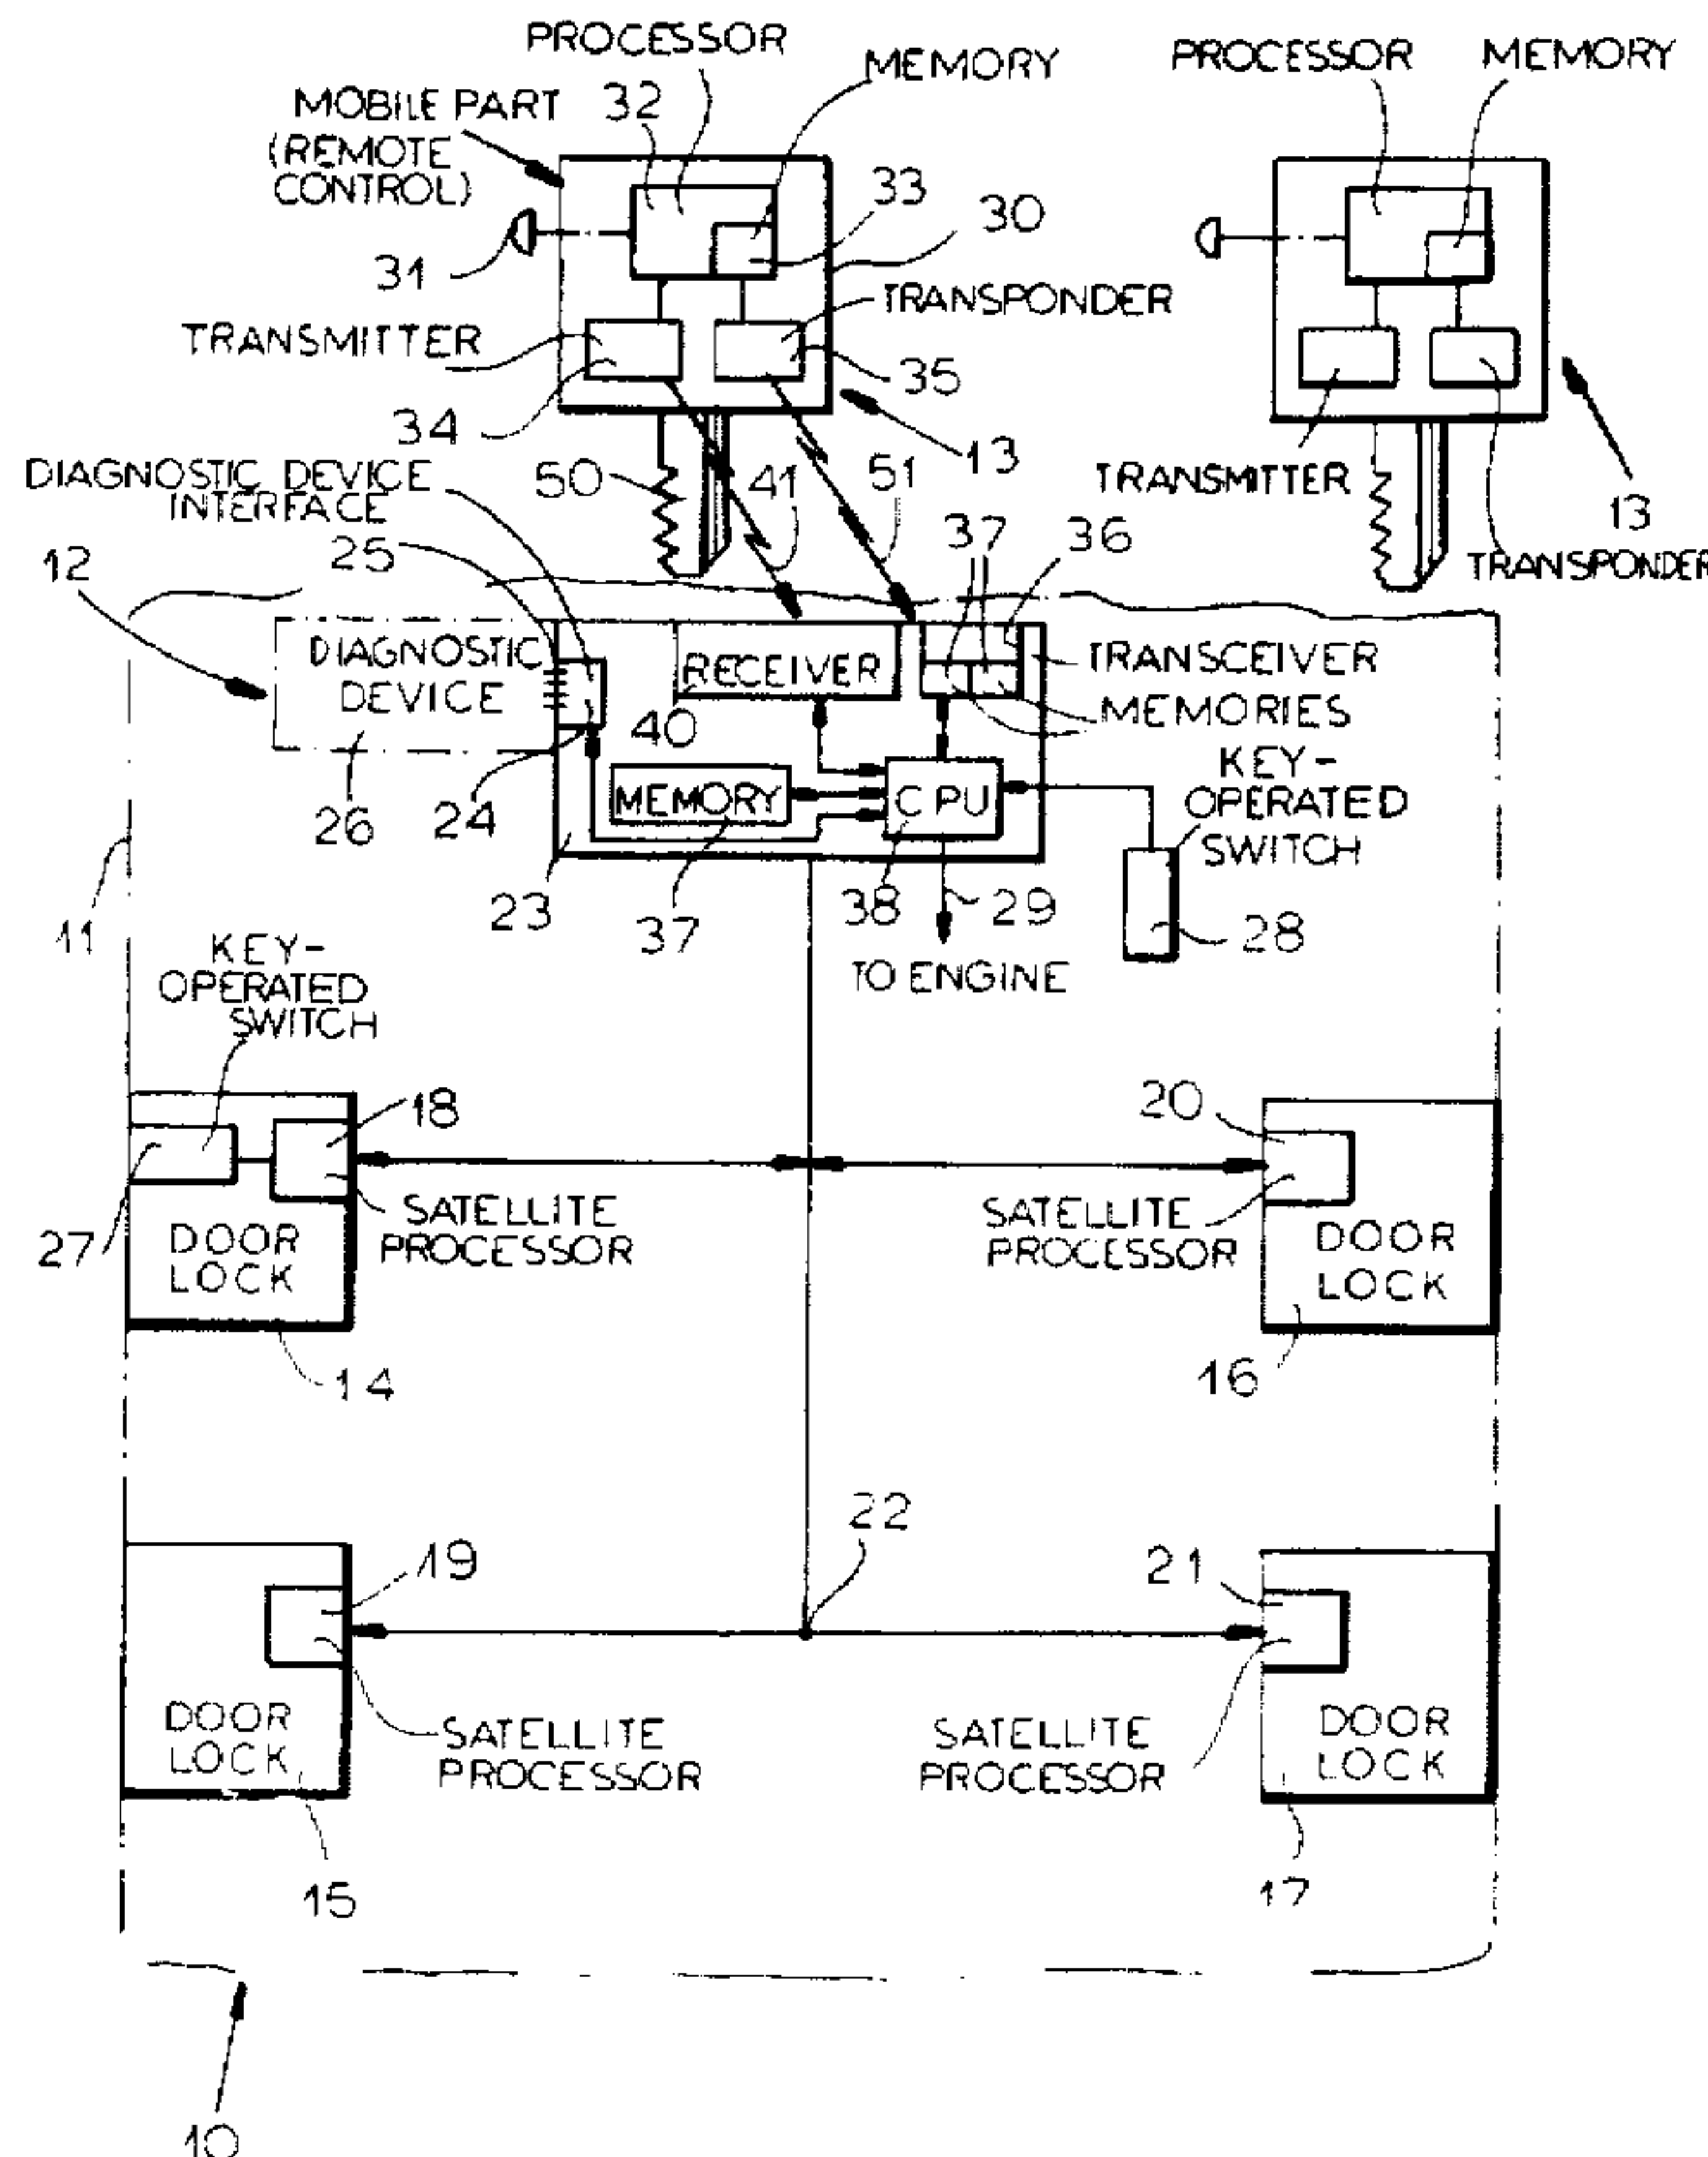 PROCESSOR
MEMORY
PROCESSOR
MEMORY
MOBILE PART
32
(REMOTE
CONTROL)
33
30
31
TRANSPONDER
TRANSMITTER
35
34
13
DIAGNOSTIC DEVICE
INTERFACE
50
41
51
TRANSMITTER
13
12
25
37
36
TRANSPONDER
DIAGNOSTIC
DEVICE
RECEIVER
TRANSCEIVER
MEMORIES
40
KEY-
OPERATED
SWITCH
MEMORY
CPU
26
24
11
23
37
38
29
28
TO ENGINE
KEY-
OPERATED
SWITCH
18
20
27
SATELLITE
PROCESSOR
SATELLITE
PROCESSOR
DOOR
LOCK
DOOR
LOCK
14
16
22
19
21
DOOR
LOCK
SATELLITE
PROCESSOR
SATELLITE
PROCESSOR
DOOR
LOCK
15
17
10